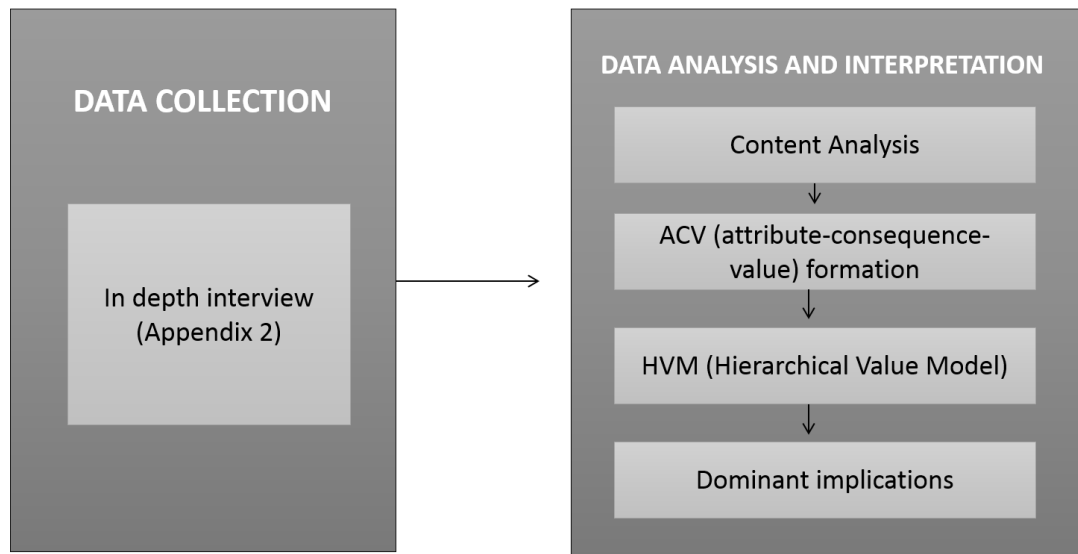 DATA COLLECTION
In depth interview
(Appendix 2)
DATA ANALYSIS AND INTERPRETATION
Content Analysis
ACV (attribute-consequence-
value) formation
HVM (Hierarchical Value Model)
Dominant implications